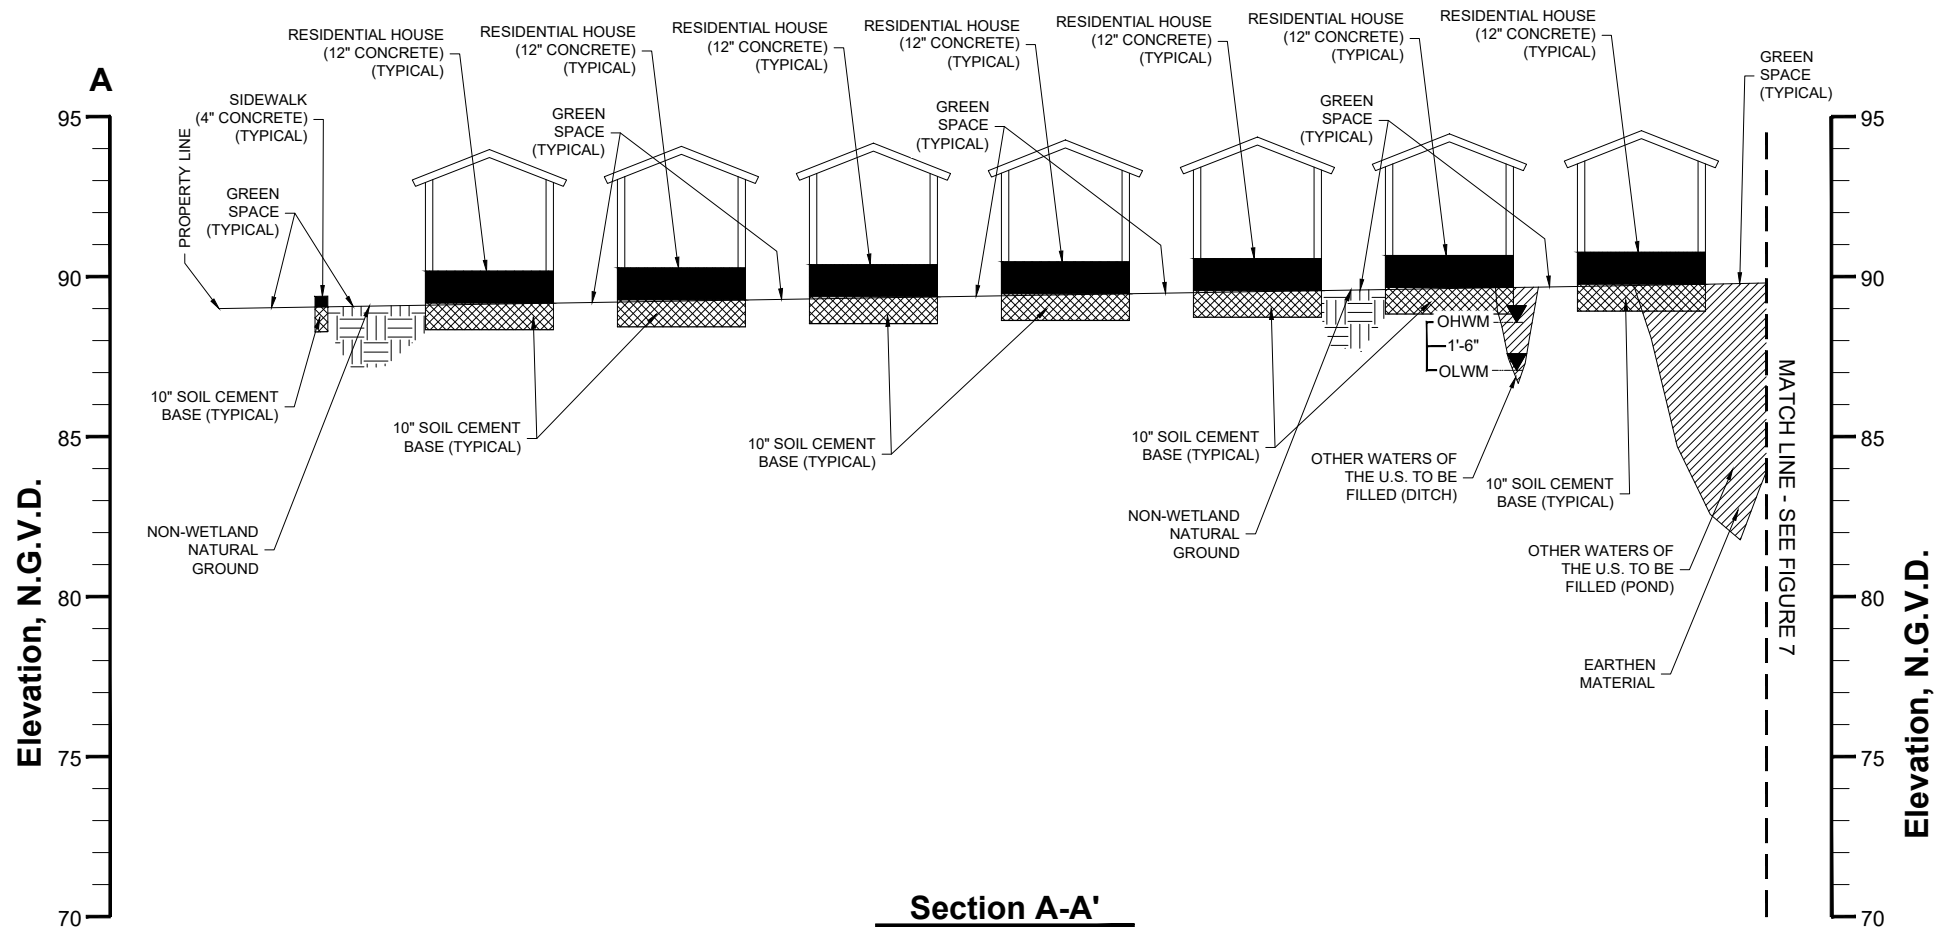 RESIDENTIAL HOUSE
(12" CONCRETE)
(TYPICAL)
RESIDENTIAL HOUSE
(12" CONCRETE)
(TYPICAL)
RESIDENTIAL HOUSE
(12" CONCRETE)
(TYPICAL)
RESIDENTIAL HOUSE
(12" CONCRETE)
(TYPICAL)
RESIDENTIAL HOUSE
(12" CONCRETE)
(TYPICAL)
RESIDENTIAL HOUSE
(12" CONCRETE)
(TYPICAL)
RESIDENTIAL HOUSE
(12" CONCRETE)
(TYPICAL)
GREEN
SPACE
(TYPICAL)
A
SIDEWALK
(4" CONCRETE)
(TYPICAL)
GREEN
SPACE
(TYPICAL)
GREEN
SPACE
(TYPICAL)
GREEN
SPACE
(TYPICAL)
PROPERTY LINE
GREEN
SPACE
(TYPICAL)
95
90
85
80
75
70
Elevation, N.G.V.D.
OHWM
1'-6"
OLWM
10" SOIL CEMENT
BASE (TYPICAL)
10" SOIL CEMENT
BASE (TYPICAL)
10" SOIL CEMENT
BASE (TYPICAL)
10" SOIL CEMENT
BASE (TYPICAL)
OTHER WATERS OF
THE U.S. TO BE
FILLED (DITCH)
10" SOIL CEMENT
BASE (TYPICAL)
NON-WETLAND
NATURAL
GROUND
NON-WETLAND
NATURAL
GROUND
OTHER WATERS OF
THE U.S. TO BE
FILLED (POND)
EARTHEN
MATERIAL
MATCH LINE - SEE FIGURE 7
95
90
85
80
75
70
Elevation, N.G.V.D.
Section A-A'